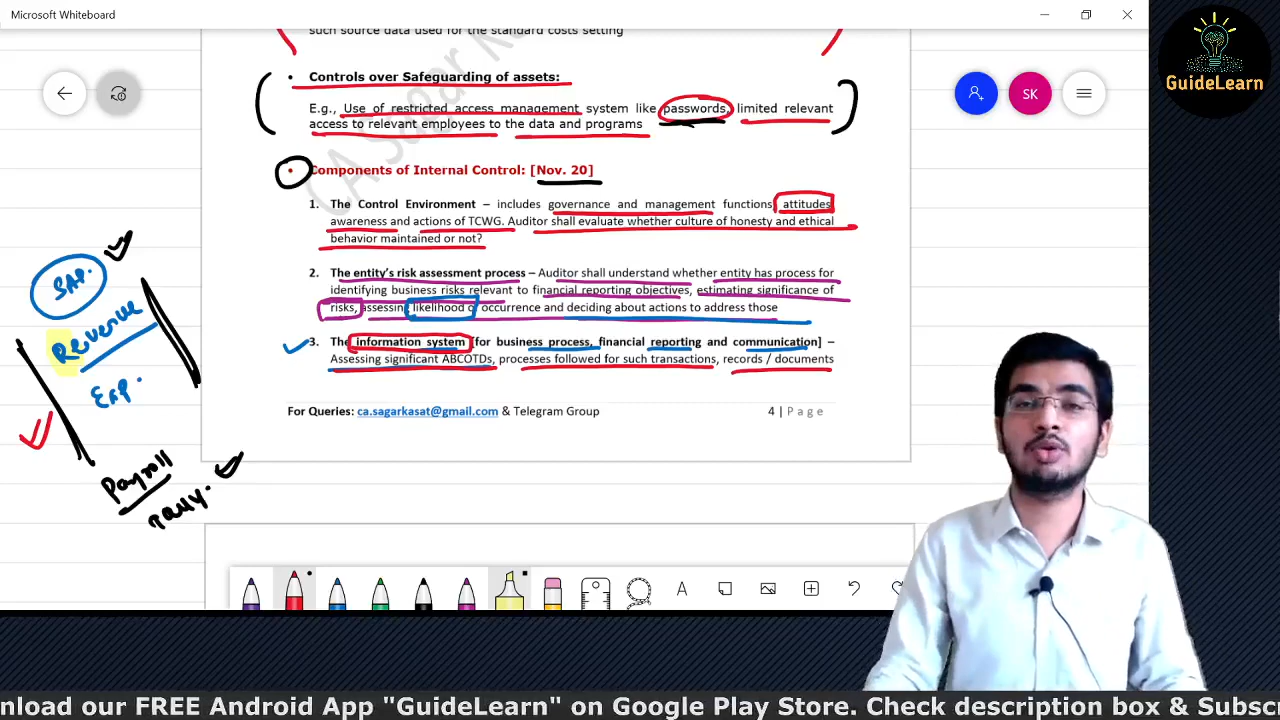 Microsoft Whiteboard
such source data used for the standard costs setting
GuideLearn
• Controls over Safeguarding of assets:
E.g., Use of restricted access management system like passwords, limited relevant
access to relevant employees to the data and programs
SK
CA Sagar Ka
• Components of Internal Control: [Nov. 20]
1. The Control Environment – includes governance and management functions, attitudes
awareness and actions of TCWG. Auditor shall evaluate whether culture of honesty and ethical
behavior maintained or not?
2. The entity's risk assessment process – Auditor shall understand whether entity has process for
identifying business risks relevant to financial reporting objectives, estimating significance of
risks, assessing likelihood of occurrence and deciding about actions to address those
3. The information system [for business process, financial reporting and communication] –
Assessing significant ABCOTDs, processes followed for such transactions, records / documents
SAP.
Revenue
Exp.
Payroll
Tally.
For Queries: ca.sagarkasat@gmail.com & Telegram Group
4 | Page
A
nload our FREE Android App "GuideLearn" on Google Play Store. Check description box & Subsc